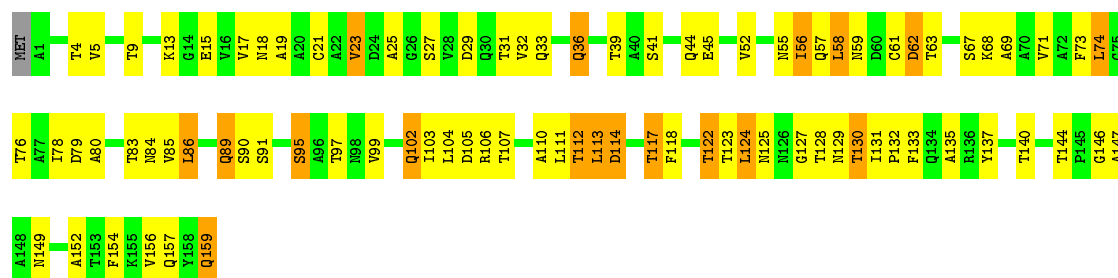 MET A1 T4 V5 T9 K13 G14 E15 V16 V17 N18 A19 A20 C21 A22 V23 D24 A25 G26 S27 V28 D29 Q30 T31 V32 Q33 Q36 T39 A40 S41 Q44 E45 V52 N55 I56 Q57 L58 N59 D60 C61 D62 T63 S67 K68 A69 A70 V71 A72 F73 L74 G75
T76 A77 I78 D79 A80 T83 N84 V85 L86 Q89 S90 S91 S95 A96 T97 N98 V99 Q102 I103 L104 D105 R106 T107 A110 L111 T112 L113 D114 T117 F118 T122 T123 L124 N125 N126 G127 T128 N129 T130 I131 P132 F133 Q134 A135 R136 Y137 T140 T144 P145 G146 A147
A148 N149 A152 T153 F154 K155 V156 Q157 Y158 Q159